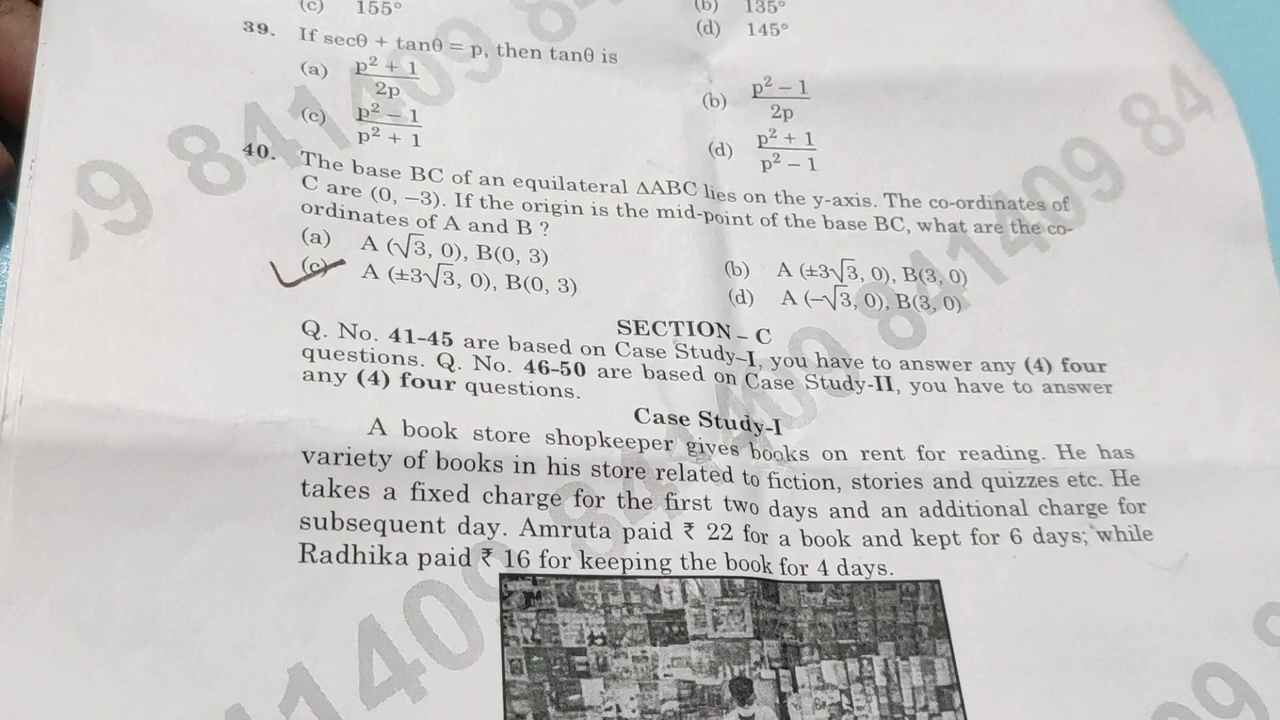 (c) 155°
(b) 135°
(d) 145°
39. If secθ + tanθ = p, then tanθ is
(a) p² + 1 / 2p
(b) p² – 1 / 2p
(c) p² – 1 / p² + 1
(d) p² + 1 / p² – 1
40. The base BC of an equilateral ΔABC lies on the y-axis. The co-ordinates of
C are (0, –3). If the origin is the mid-point of the base BC, what are the co-
ordinates of A and B ?
(a) A (√3, 0), B(0, 3)
(b) A (±3√3, 0), B(3, 0)
(c) A (±3√3, 0), B(0, 3)
(d) A (–√3, 0), B(3, 0)
SECTION – C
Q. No. 41-45 are based on Case Study–I, you have to answer any (4) four
questions. Q. No. 46-50 are based on Case Study-II, you have to answer
any (4) four questions.
Case Study-I
A book store shopkeeper gives books on rent for reading. He has
variety of books in his store related to fiction, stories and quizzes etc. He
takes a fixed charge for the first two days and an additional charge for
subsequent day. Amruta paid ₹ 22 for a book and kept for 6 days; while
Radhika paid ₹ 16 for keeping the book for 4 days.
09 841409 84
841409 841409 841409 84
841409
09